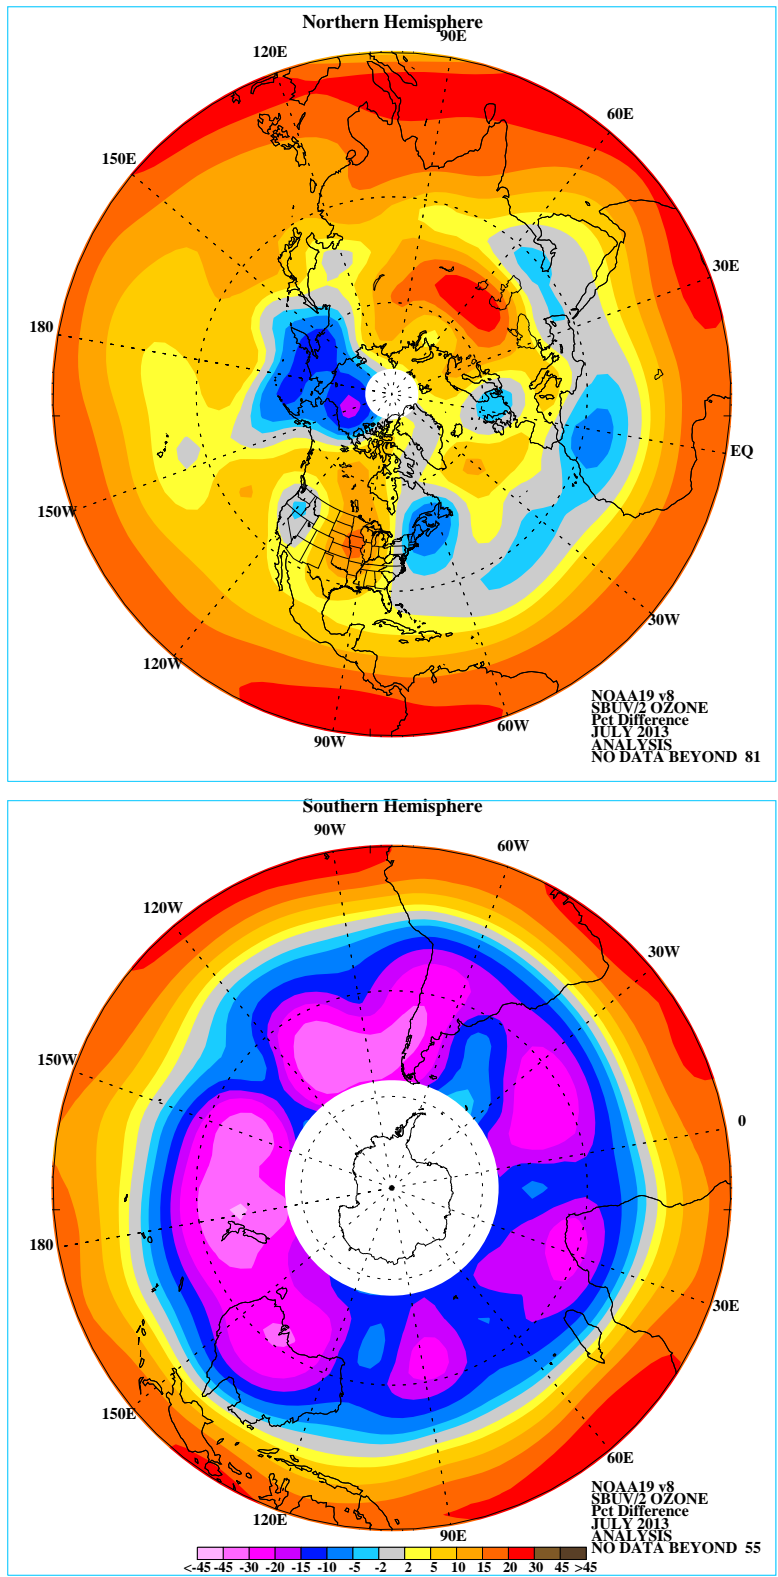 Northern Hemisphere
90E
120E
60E
150E
30E
180
EQ
150W
30W
120W
60W
90W
NOAA19 v8
SBUV/2 OZONE
Pct Difference
JULY 2013
ANALYSIS
NO DATA BEYOND 81
Southern Hemisphere
90W
60W
120W
30W
150W
0
180
30E
150E
60E
120E
90E
NOAA19 v8
SBUV/2 OZONE
Pct Difference
JULY 2013
ANALYSIS
NO DATA BEYOND 55
<-45 -45 -30 -20 -15 -10 -5 -2 2 5 10 15 20 30 45 >45